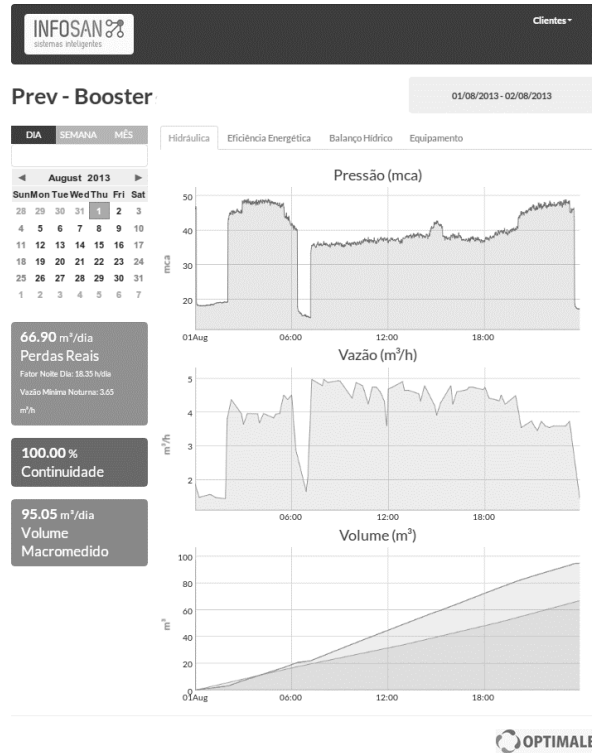 INFOSAN
sistemas inteligentes
Clientes
Prev - Booster
01/08/2013 - 02/08/2013
DIA SEMANA MÊS
Hidráulica Eficiência Energética Balanço Hídrico Equipamento
August 2013
Sun Mon Tue Wed Thu Fri Sat
28 29 30 31 1 2 3
4 5 6 7 8 9 10
11 12 13 14 15 16 17
18 19 20 21 22 23 24
25 26 27 28 29 30 31
1 2 3 4 5 6 7
66.90 m³/dia
Perdas Reais
Fator Noite Dia: 18.35 h/dia
Vazão Mínima Noturna: 3.65
m³/h
100.00 %
Continuidade
95.05 m³/dia
Volume
Macromedido
Pressão (mca)
50
40
30
20
mca
01Aug 06:00 12:00 18:00
Vazão (m³/h)
5
4
3
2
m³/h
06:00 12:00 18:00
Volume (m³)
100
80
60
40
20
0
m³
01Aug 06:00 12:00 18:00
OPTIMALE